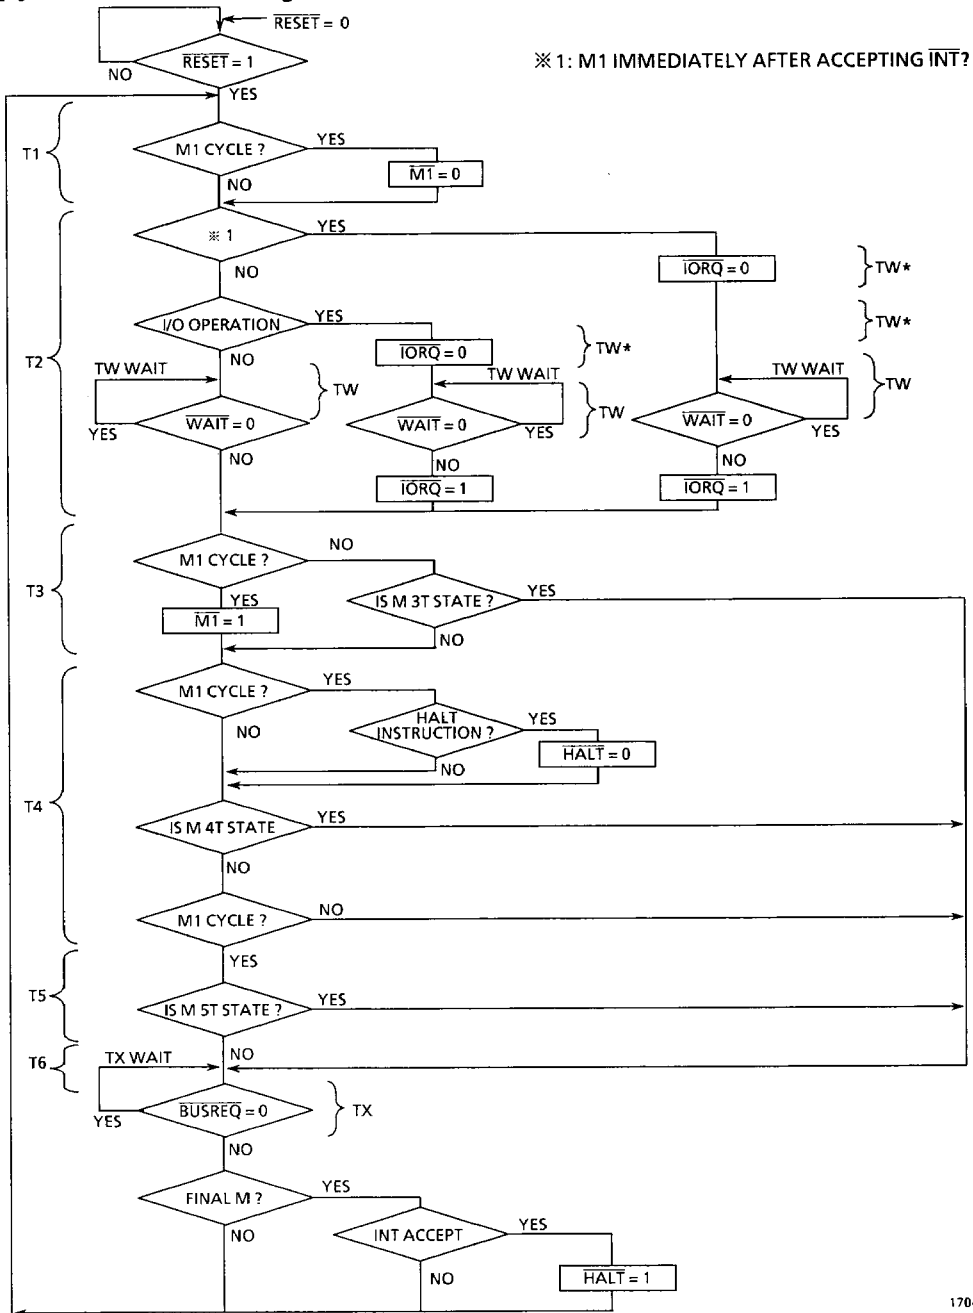 RESET = 0
RESET = 1
NO
YES
※ 1: M1 IMMEDIATELY AFTER ACCEPTING INT?
T1
M1 CYCLE ?
YES
M1 = 0
NO
T2
※ 1
YES
NO
IORQ = 0
TW*
TW*
I/O OPERATION
YES
NO
IORQ = 0
TW*
TW WAIT
TW
WAIT = 0
YES
NO
TW WAIT
TW
WAIT = 0
YES
NO
IORQ = 1
TW WAIT
TW
WAIT = 0
YES
NO
IORQ = 1
T3
M1 CYCLE ?
NO
YES
M1 = 1
IS M 3T STATE ?
YES
NO
T4
M1 CYCLE ?
YES
NO
HALT
INSTRUCTION ?
YES
NO
HALT = 0
IS M 4T STATE
YES
NO
M1 CYCLE ?
NO
YES
T5
IS M 5T STATE ?
YES
NO
T6
TX WAIT
BUSREQ = 0
TX
YES
NO
FINAL M ?
YES
NO
INT ACCEPT
YES
NO
HALT = 1